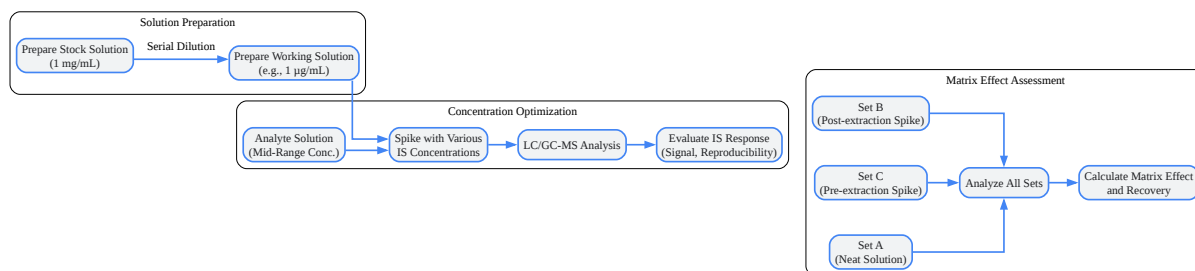 Solution Preparation
Prepare Stock Solution
(1 mg/mL)
Serial Dilution
Prepare Working Solution
(e.g., 1 µg/mL)
Concentration Optimization
Analyte Solution
(Mid-Range Conc.)
Spike with Various
IS Concentrations
LC/GC-MS Analysis
Evaluate IS Response
(Signal, Reproducibility)
Matrix Effect Assessment
Set B
(Post-extraction Spike)
Set C
(Pre-extraction Spike)
Set A
(Neat Solution)
Analyze All Sets
Calculate Matrix Effect
and Recovery